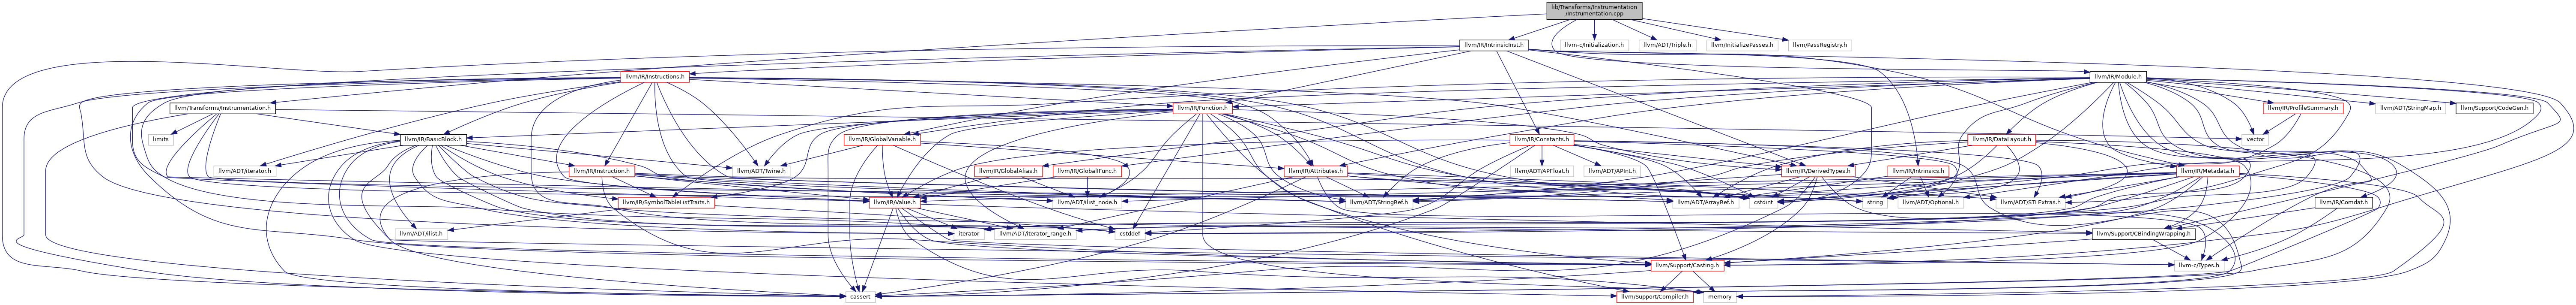 lib/Transforms/Instrumentation
/Instrumentation.cpp
llvm/IR/IntrinsicInst.h
llvm-c/Initialization.h
llvm/ADT/Triple.h
llvm/InitializePasses.h
llvm/PassRegistry.h
llvm/IR/Instructions.h
llvm/IR/Module.h
llvm/Transforms/Instrumentation.h
llvm/IR/Function.h
llvm/IR/ProfileSummary.h
llvm/ADT/StringMap.h
llvm/Support/CodeGen.h
limits
llvm/IR/BasicBlock.h
llvm/IR/GlobalVariable.h
llvm/IR/Constants.h
llvm/IR/DataLayout.h
vector
llvm/ADT/iterator.h
llvm/IR/Instruction.h
llvm/ADT/Twine.h
llvm/IR/GlobalAlias.h
llvm/IR/GlobalIFunc.h
llvm/IR/Attributes.h
llvm/ADT/APFloat.h
llvm/ADT/APInt.h
llvm/IR/DerivedTypes.h
llvm/IR/Intrinsics.h
llvm/IR/Metadata.h
llvm/IR/SymbolTableListTraits.h
llvm/IR/Value.h
llvm/ADT/ilist_node.h
llvm/ADT/StringRef.h
llvm/ADT/ArrayRef.h
cstdint
string
llvm/ADT/Optional.h
llvm/ADT/STLExtras.h
llvm/IR/Comdat.h
llvm/ADT/ilist.h
iterator
llvm/ADT/iterator_range.h
cstddef
llvm/Support/CBindingWrapping.h
llvm/Support/Casting.h
llvm-c/Types.h
cassert
llvm/Support/Compiler.h
memory